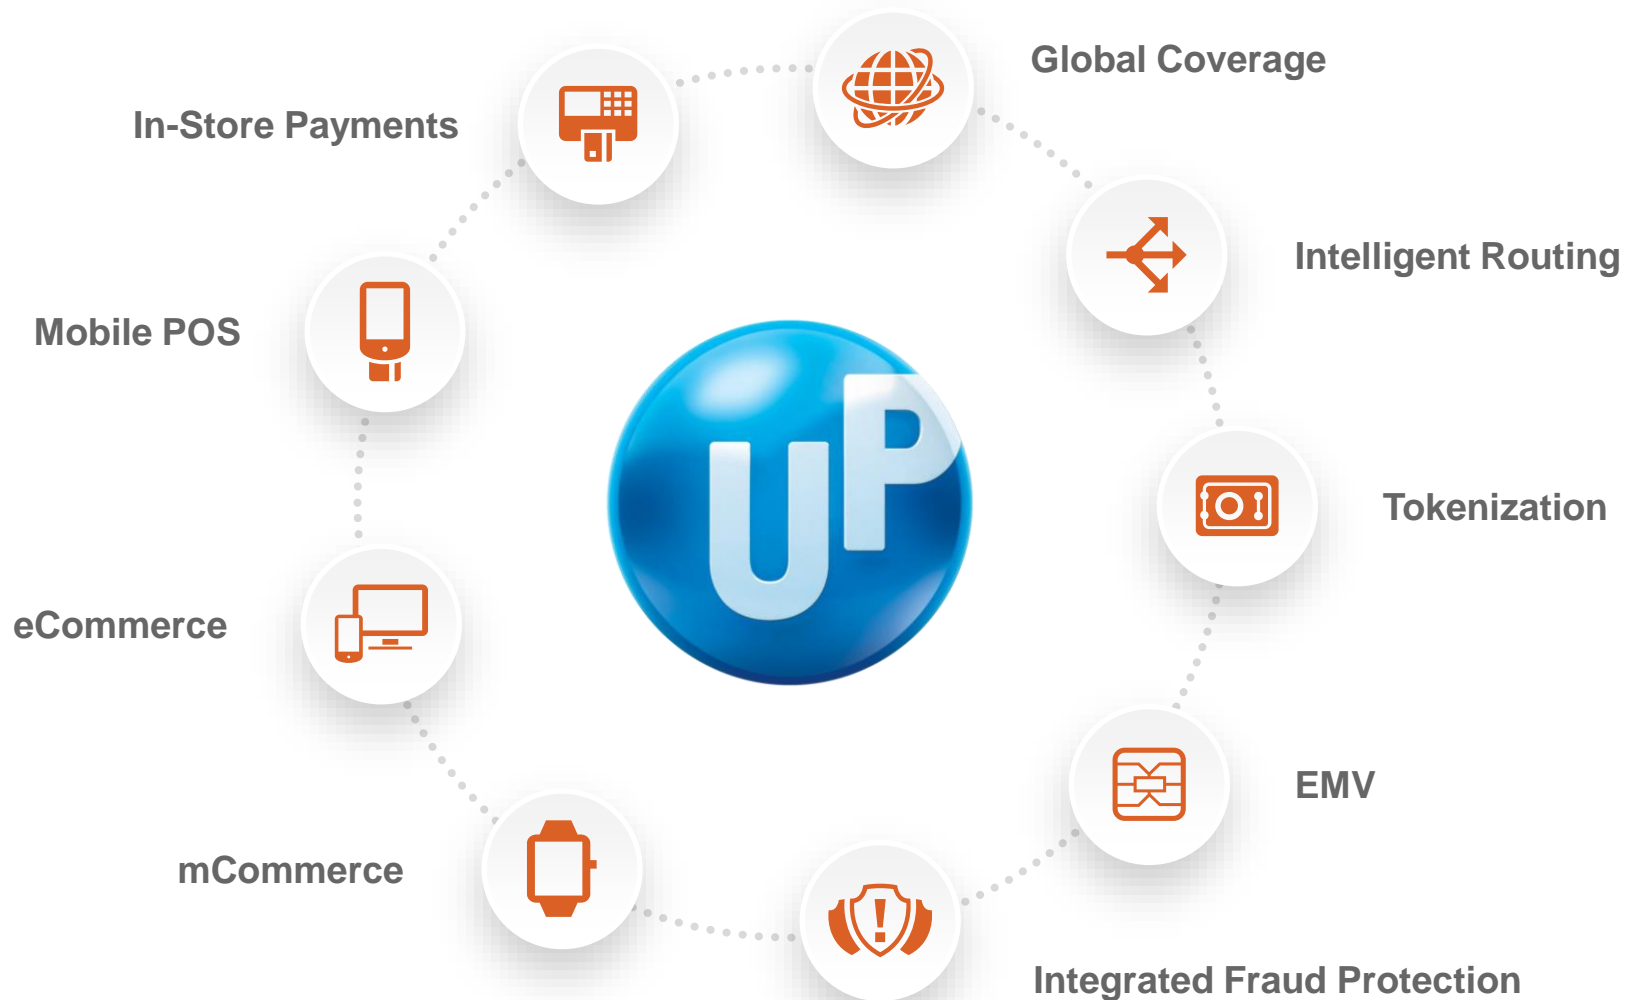 Global Coverage
In-Store Payments
Intelligent Routing
Mobile POS
UP
Tokenization
eCommerce
EMV
mCommerce
Integrated Fraud Protection